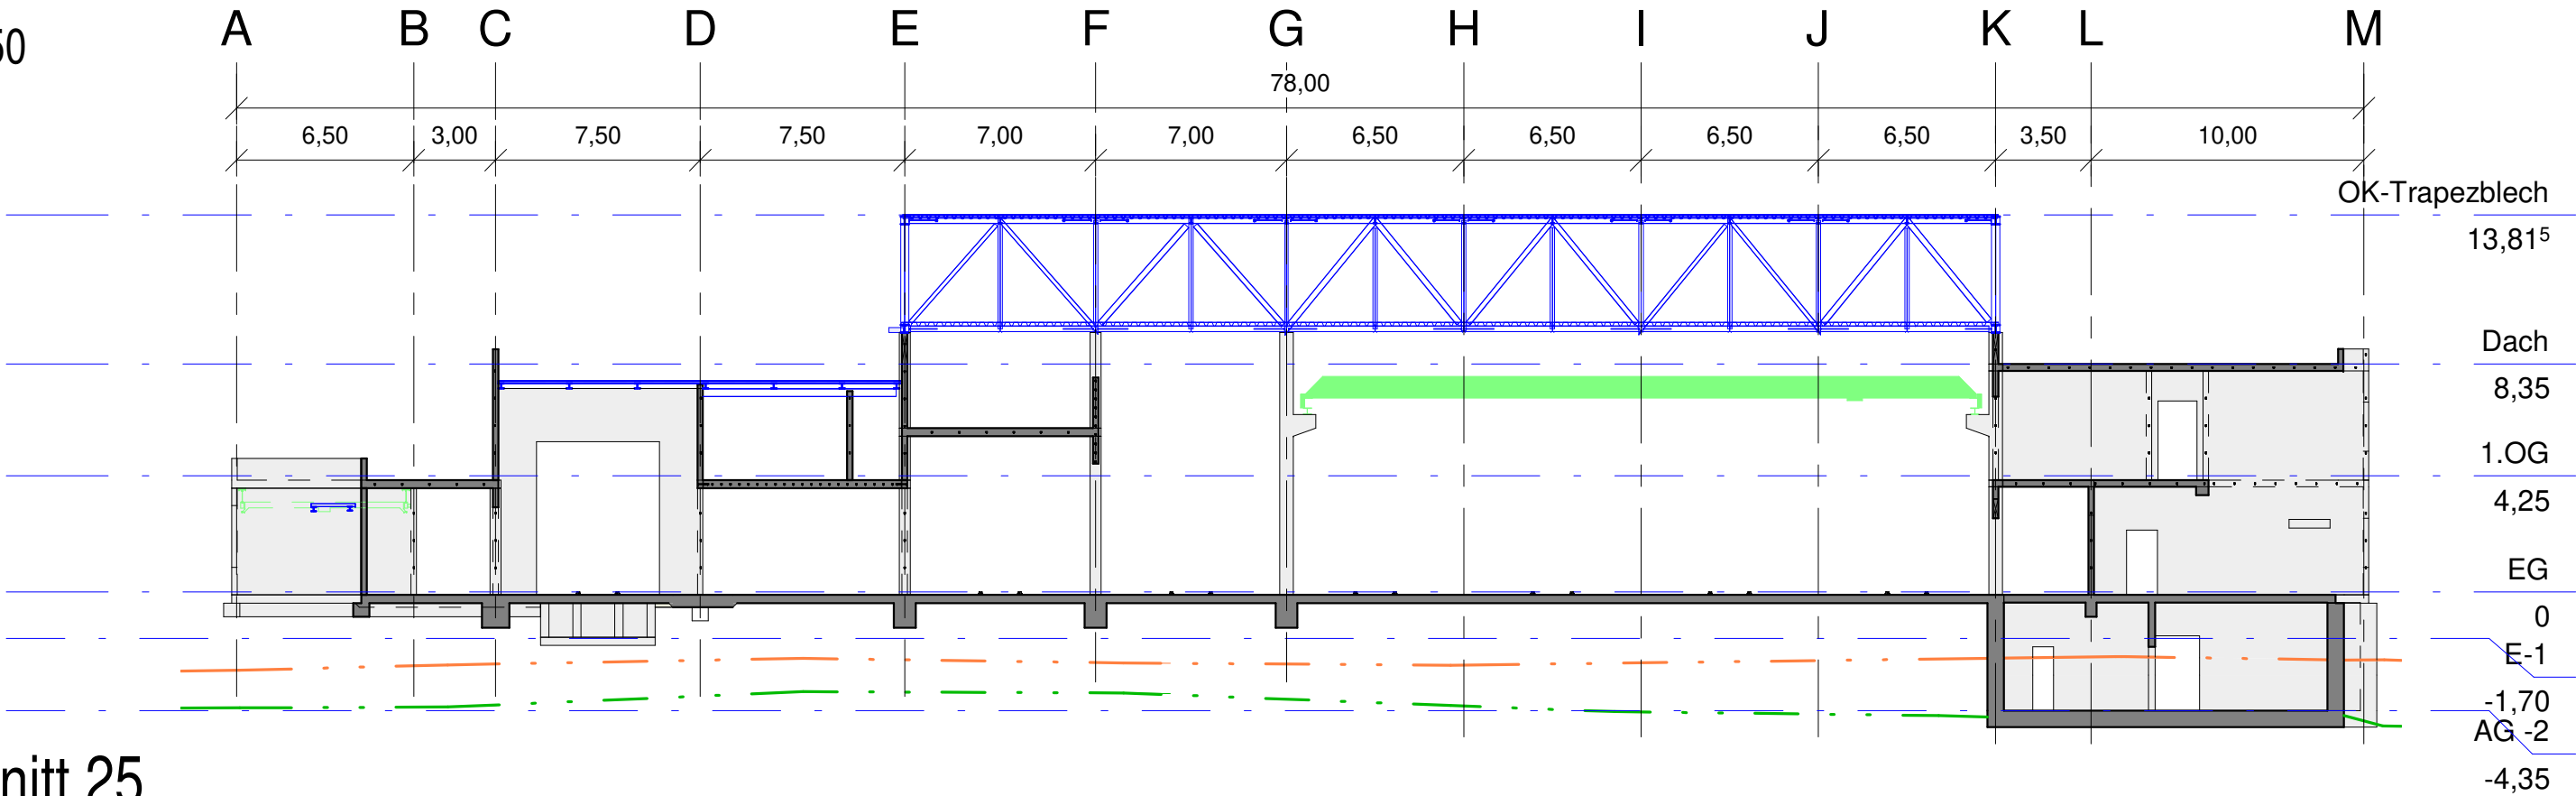 50
A B C D E F G H I J K L M
78,00
6,50 3,00 7,50 7,50 7,00 7,00 6,50 6,50 6,50 6,50 3,50 10,00
OK-Trapezblech
13,81⁵
Dach
8,35
1.OG
4,25
EG
0
E-1
-1,70
AG -2
-4,35
nitt 25